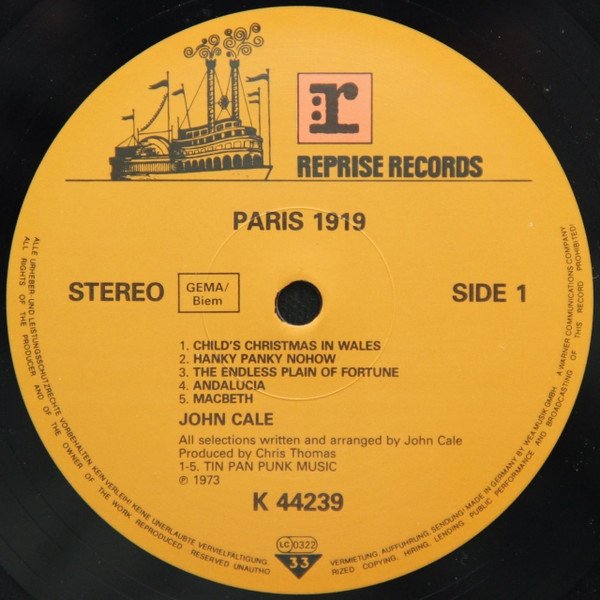 r
REPRISE RECORDS
PARIS 1919
STEREO
GEMA/
Biem
SIDE 1
1. CHILD'S CHRISTMAS IN WALES
2. HANKY PANKY NOHOW
3. THE ENDLESS PLAIN OF FORTUNE
4. ANDALUCIA
5. MACBETH
JOHN CALE
All selections written and arranged by John Cale
Produced by Chris Thomas
1-5. TIN PAN PUNK MUSIC
℗ 1973
K 44239
LC 0322
33
ALLE URHEBER- UND LEISTUNGSSCHUTZRECHTE VORBEHALTEN KEIN VERLEIH! KEINE UNERLAUBTE VERVIELFÄLTIGUNG, VERMIETUNG, AUFFÜHRUNG, SENDUNG! MADE IN GERMANY BY WEA MUSIK GMBH. A WARNER COMMUNICATIONS COMPANY
ALL RIGHTS OF THE PRODUCER AND OF THE OWNER OF THE WORK REPRODUCED RESERVED UNAUTHORIZED COPYING, HIRING, LENDING PUBLIC PERFORMANCE AND BROADCASTING OF THIS RECORD PROHIBITED!